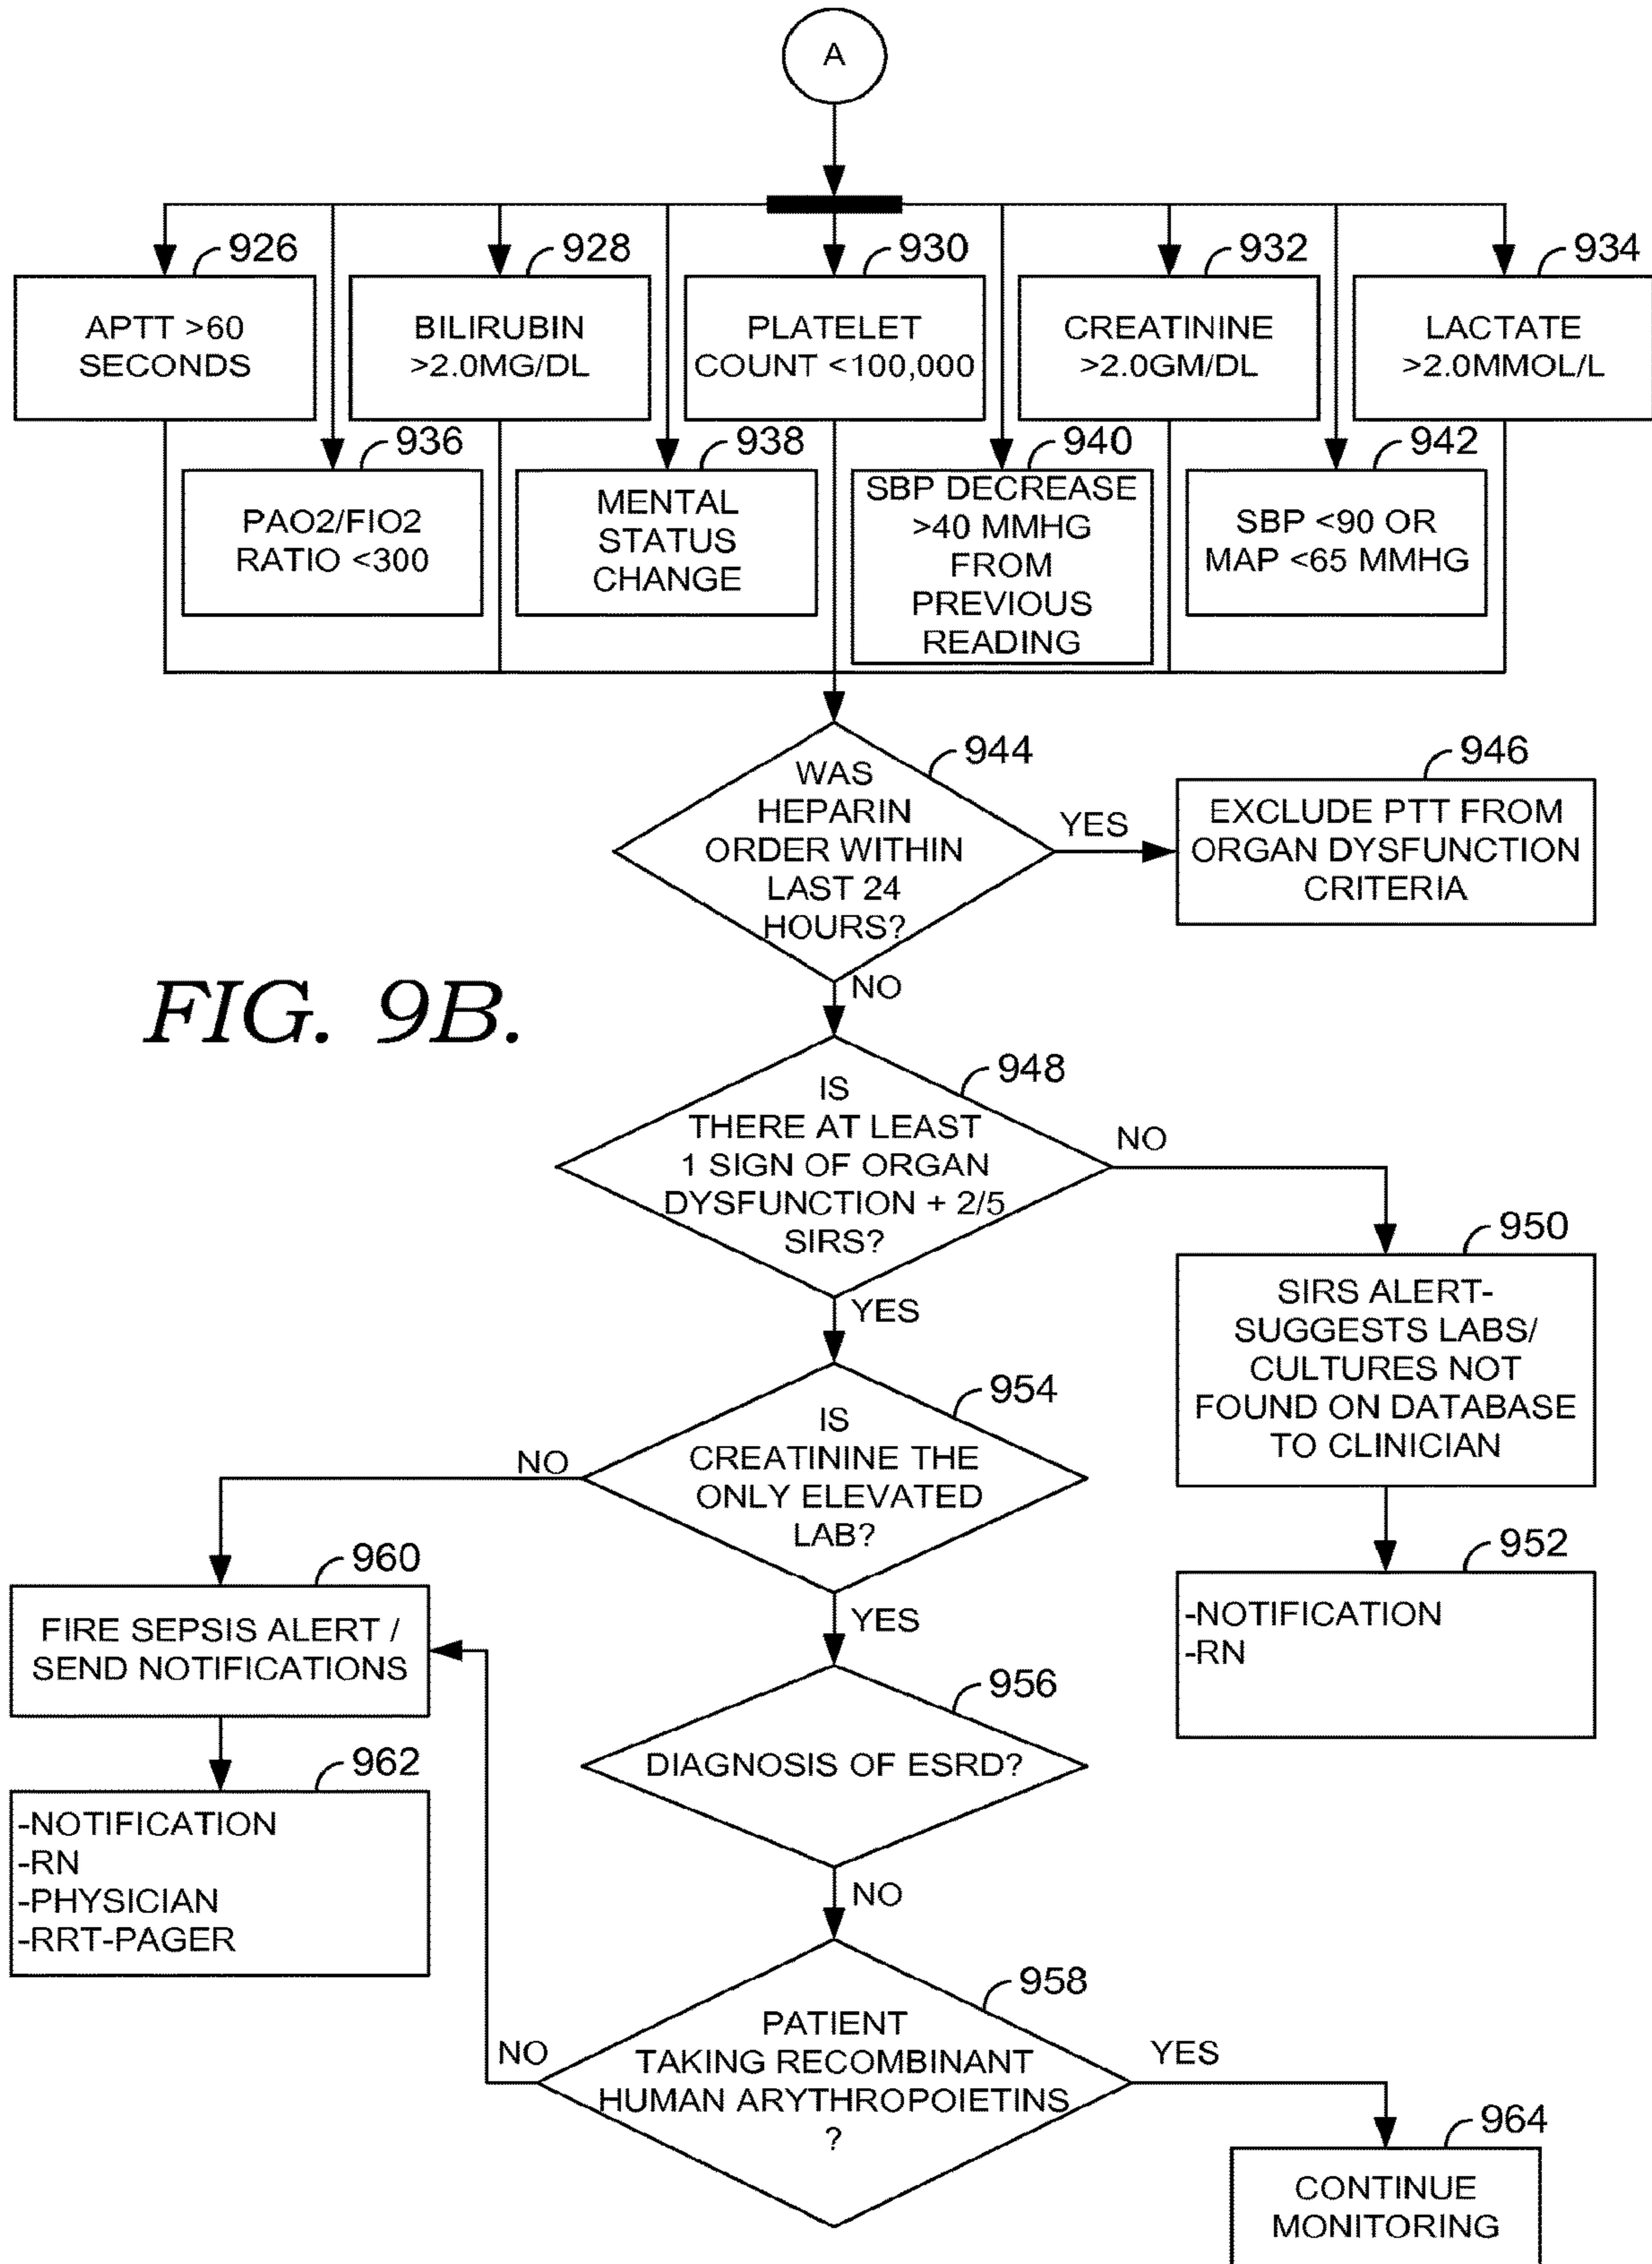 A
926
928
930
932
934
APTT >60
SECONDS
BILIRUBIN
>2.0MG/DL
PLATELET
COUNT <100,000
CREATININE
>2.0GM/DL
LACTATE
>2.0MMOL/L
936
938
940
942
PAO2/FIO2
RATIO <300
MENTAL
STATUS
CHANGE
SBP DECREASE
>40 MMHG
FROM
PREVIOUS
READING
SBP <90 OR
MAP <65 MMHG
944
WAS
HEPARIN
ORDER WITHIN
LAST 24
HOURS?
YES
946
EXCLUDE PTT FROM
ORGAN DYSFUNCTION
CRITERIA
NO
FIG. 9B.
948
IS
THERE AT LEAST
1 SIGN OF ORGAN
DYSFUNCTION + 2/5
SIRS?
NO
950
SIRS ALERT-
SUGGESTS LABS/
CULTURES NOT
FOUND ON DATABASE
TO CLINICIAN
YES
954
IS
CREATININE THE
ONLY ELEVATED
LAB?
NO
952
-NOTIFICATION
-RN
960
FIRE SEPSIS ALERT /
SEND NOTIFICATIONS
YES
956
DIAGNOSIS OF ESRD?
962
-NOTIFICATION
-RN
-PHYSICIAN
-RRT-PAGER
NO
958
PATIENT
TAKING RECOMBINANT
HUMAN ARYTHROPOIETINS
?
NO
YES
964
CONTINUE
MONITORING